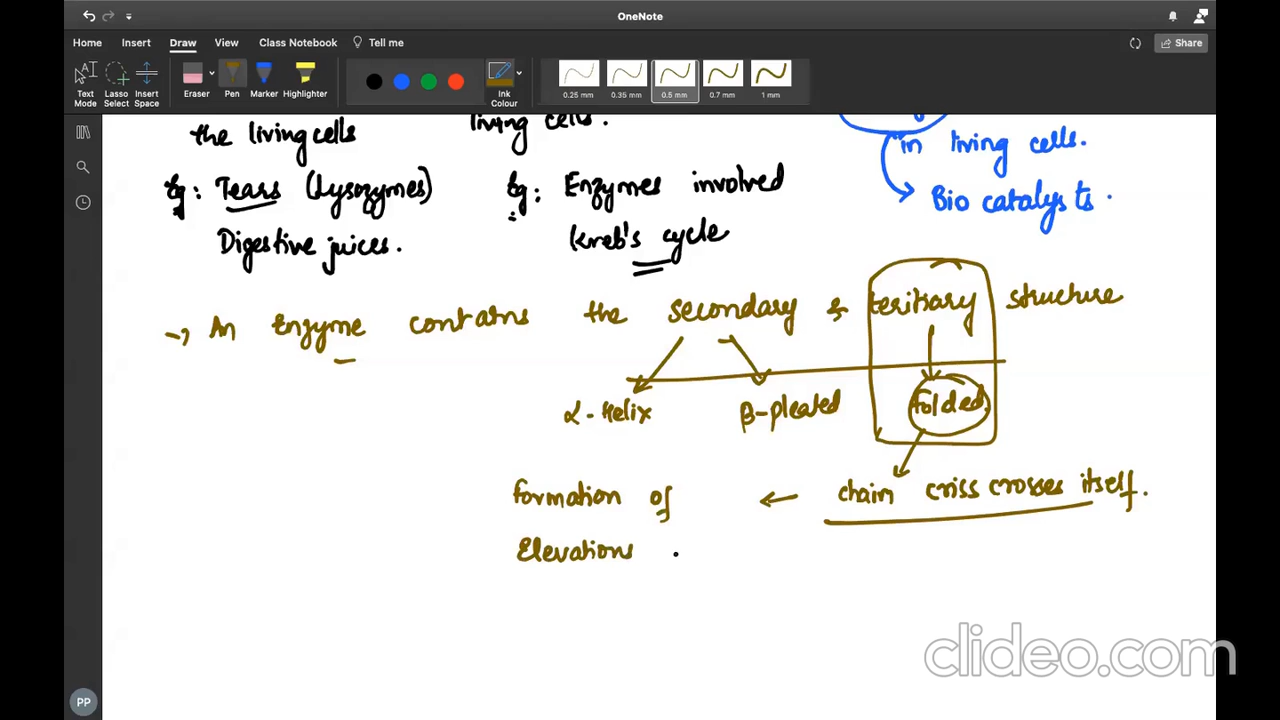 OneNote
Home Insert Draw View Class Notebook Tell me
Share
Text Mode Lasso Select Insert Space Eraser Pen Marker Highlighter Ink Colour 0.25 mm 0.35 mm 0.5 mm 0.7 mm 1 mm
the living cells living cells. in living cells.
Eg: Tears (Lysozymes) Eg: Enzymes involved Bio catalysts.
Digestive juices. Kreb's cycle
→ An Enzyme contains the secondary & teritiary structure
α-Helix β-pleated folded.
Formation of ← chain criss crosses itself.
Elevations
PP
clideo.com